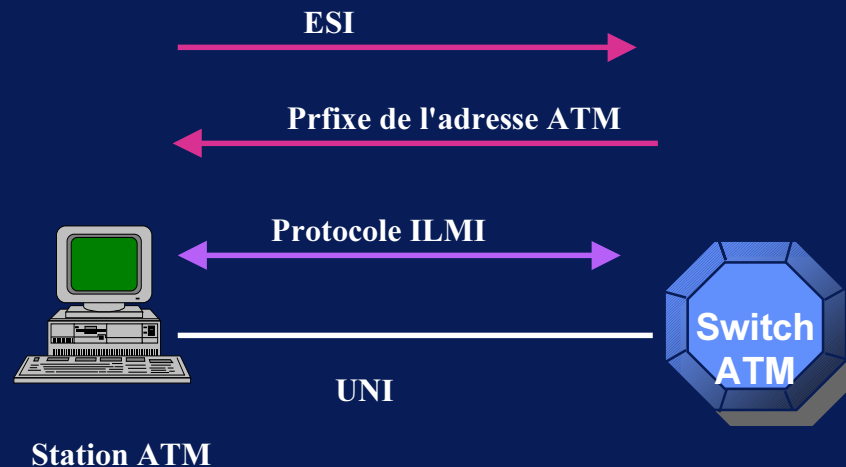 ESI
Prfixe de l'adresse ATM
Protocole ILMI
Switch
ATM
UNI
Station ATM